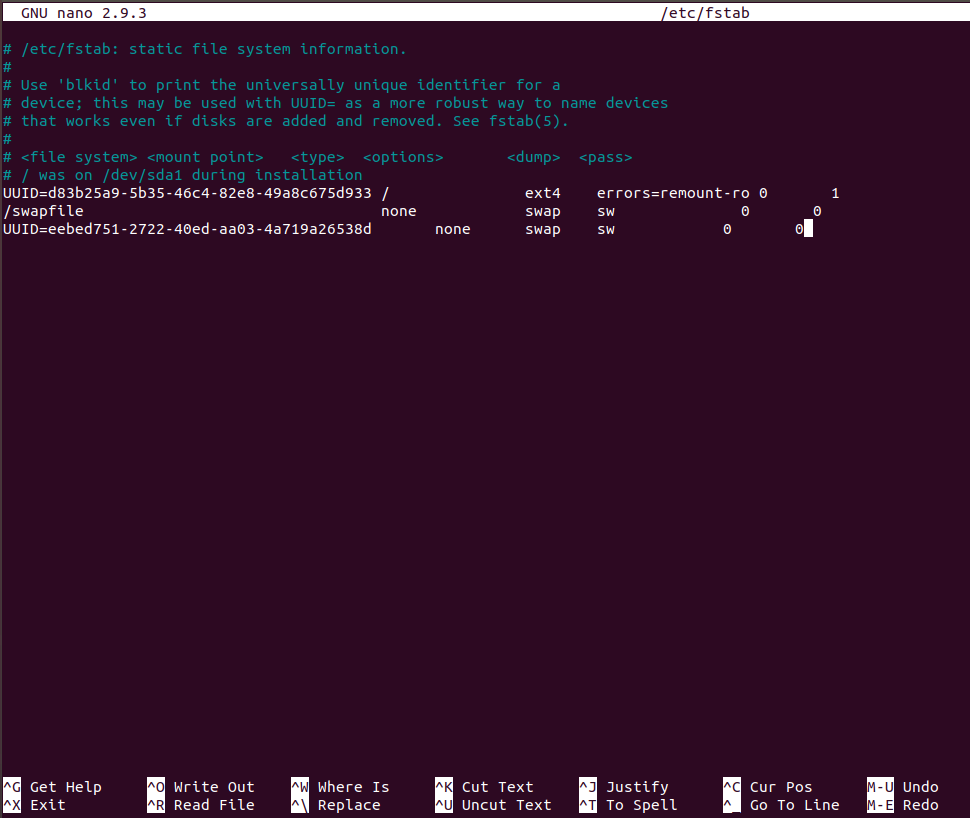 GNU nano 2.9.3 /etc/fstab
# /etc/fstab: static file system information.
#
# Use 'blkid' to print the universally unique identifier for a
# device; this may be used with UUID= as a more robust way to name devices
# that works even if disks are added and removed. See fstab(5).
#
# <file system> <mount point>   <type>  <options>       <dump>  <pass>
# / was on /dev/sda1 during installation
UUID=d83b25a9-5b35-46c4-82e8-49a8c675d933 /               ext4    errors=remount-ro 0       1
/swapfile                                 none            swap    sw              0       0
UUID=eebed751-2722-40ed-aa03-4a719a26538d       none      swap    sw            0       0
^G Get Help ^O Write Out ^W Where Is ^K Cut Text ^J Justify ^C Cur Pos M-U Undo
^X Exit ^R Read File ^\ Replace ^U Uncut Text ^T To Spell ^_ Go To Line M-E Redo